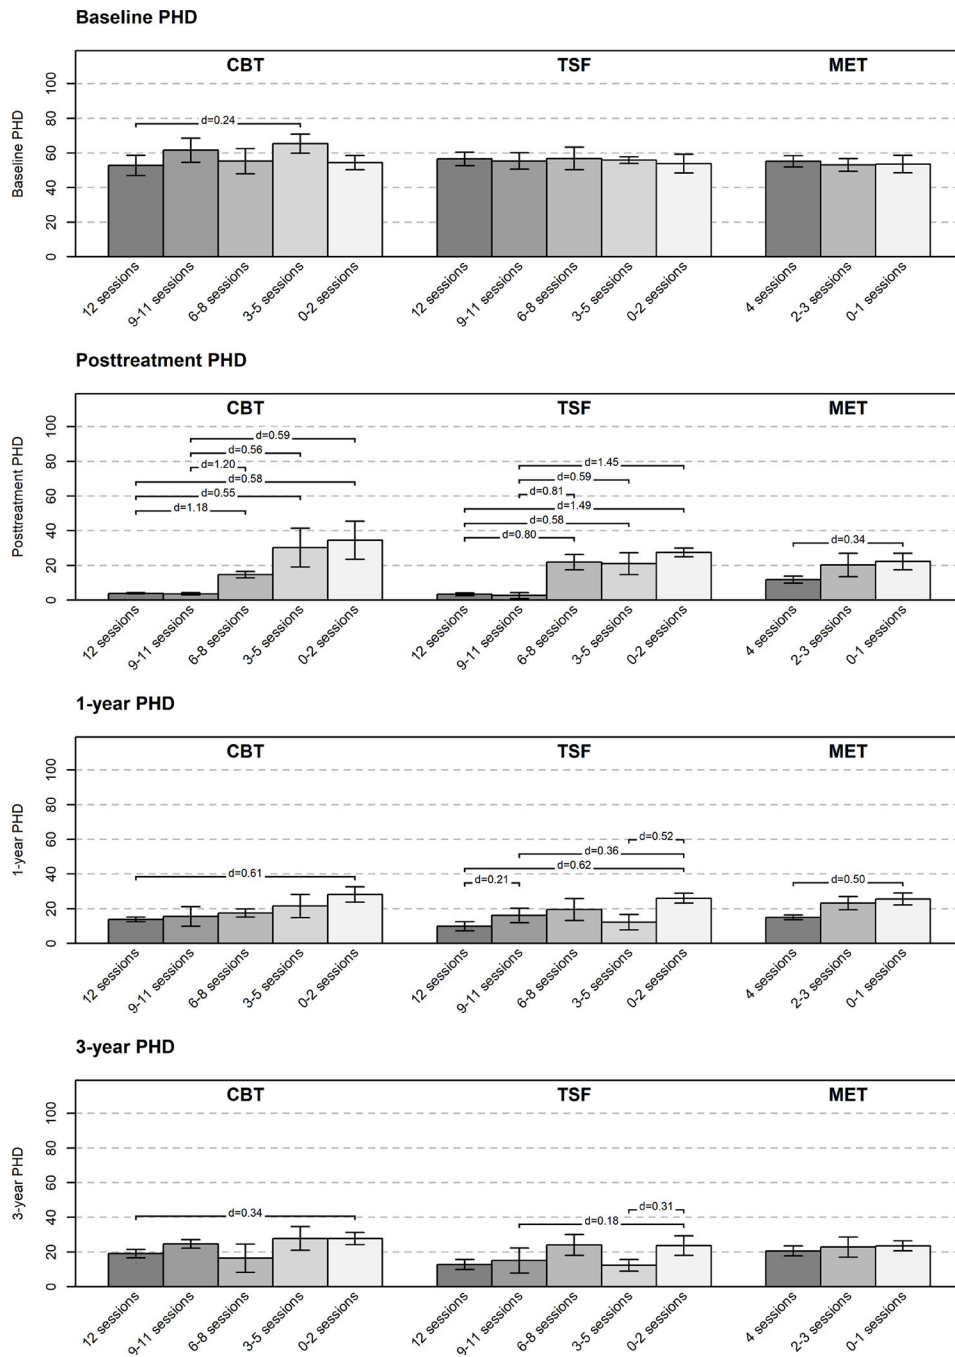 Baseline PHD
CBT TSF MET
Baseline PHD
100
80
60
40
20
0
d=0.24
12 sessions 9-11 sessions 6-8 sessions 3-5 sessions 0-2 sessions 12 sessions 9-11 sessions 6-8 sessions 3-5 sessions 0-2 sessions 4 sessions 2-3 sessions 0-1 sessions
Posttreatment PHD
CBT TSF MET
Posttreatment PHD
100
80
60
40
20
0
d=0.59
d=0.56
d=1.20
d=0.58
d=0.55
d=1.18
d=1.45
d=0.59
d=0.81
d=1.49
d=0.58
d=0.80
d=0.34
12 sessions 9-11 sessions 6-8 sessions 3-5 sessions 0-2 sessions 12 sessions 9-11 sessions 6-8 sessions 3-5 sessions 0-2 sessions 4 sessions 2-3 sessions 0-1 sessions
1-year PHD
CBT TSF MET
1-year PHD
100
80
60
40
20
0
d=0.61
d=0.52
d=0.36
d=0.62
d=0.21
d=0.50
12 sessions 9-11 sessions 6-8 sessions 3-5 sessions 0-2 sessions 12 sessions 9-11 sessions 6-8 sessions 3-5 sessions 0-2 sessions 4 sessions 2-3 sessions 0-1 sessions
3-year PHD
CBT TSF MET
3-year PHD
100
80
60
40
20
0
d=0.34
d=0.31
d=0.18
12 sessions 9-11 sessions 6-8 sessions 3-5 sessions 0-2 sessions 12 sessions 9-11 sessions 6-8 sessions 3-5 sessions 0-2 sessions 4 sessions 2-3 sessions 0-1 sessions